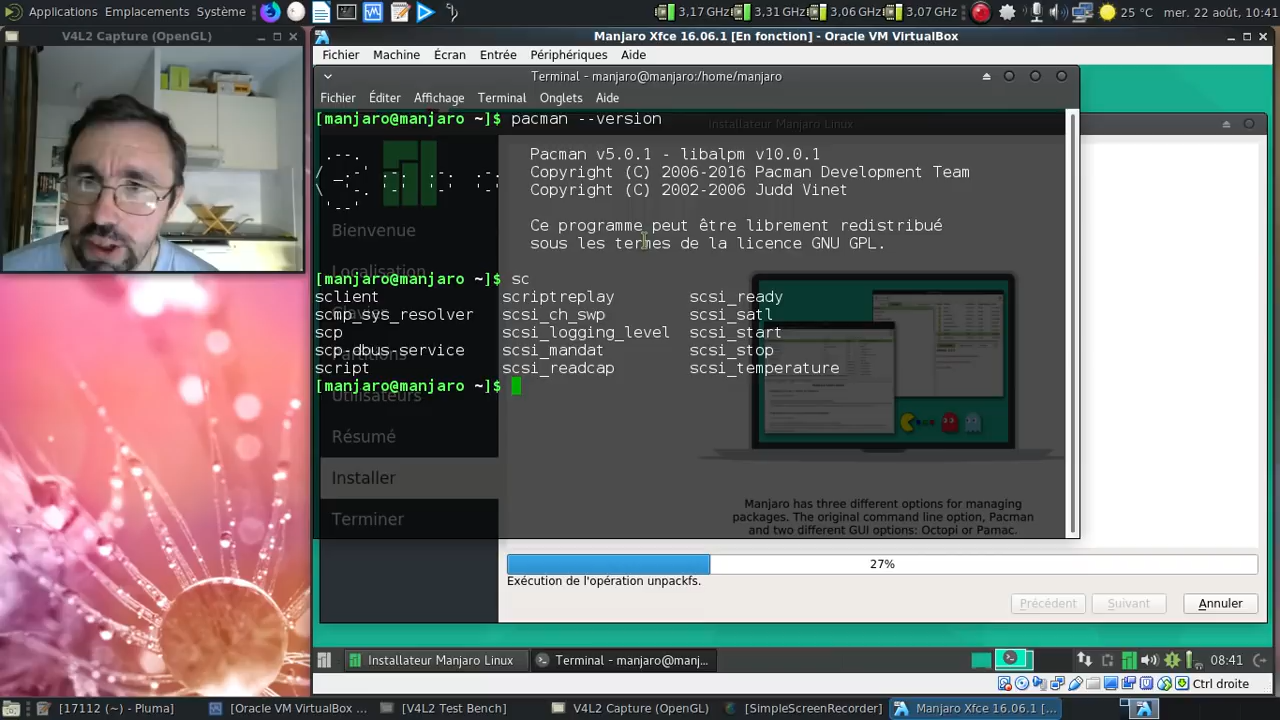 Applications Emplacements Système
3,17 GHz 3,31 GHz 3,06 GHz 3,07 GHz 25 °C mer. 22 août, 10:41
V4L2 Capture (OpenGL)
Manjaro Xfce 16.06.1 [En fonction] - Oracle VM VirtualBox
Fichier Machine Écran Entrée Périphériques Aide
Terminal - manjaro@manjaro:/home/manjaro
Fichier Éditer Affichage Terminal Onglets Aide
Installateur Manjaro Linux
[manjaro@manjaro ~]$ pacman --version
.--. Pacman v5.0.1 - libalpm v10.0.1
/ _.-' .-. .-. .-. Copyright (C) 2006-2016 Pacman Development Team
\ '-. '-' '-' '-' Copyright (C) 2002-2006 Judd Vinet
'--'
Ce programme peut être librement redistribué
sous les termes de la licence GNU GPL.
[manjaro@manjaro ~]$ sc
sclient scriptreplay scsi_ready
scmp_sys_resolver scsi_ch_swp scsi_satl
scp scsi_logging_level scsi_start
scp-dbus-service scsi_mandat scsi_stop
script scsi_readcap scsi_temperature
[manjaro@manjaro ~]$
Bienvenue
Localisation
Partitions
Utilisateurs
Résumé
Installer
Terminer
Manjaro has three different options for managing
packages. The original command line option, Pacman
and two different GUI options: Octopi or Pamac.
27%
Exécution de l'opération unpackfs.
Précédent Suivant Annuler
Installateur Manjaro Linux Terminal - manjaro@manj... 08:41
Ctrl droite
[17112 (~) - Pluma] [Oracle VM VirtualBox ... [V4L2 Test Bench] V4L2 Capture (OpenGL) [SimpleScreenRecorder] Manjaro Xfce 16.06.1 [...